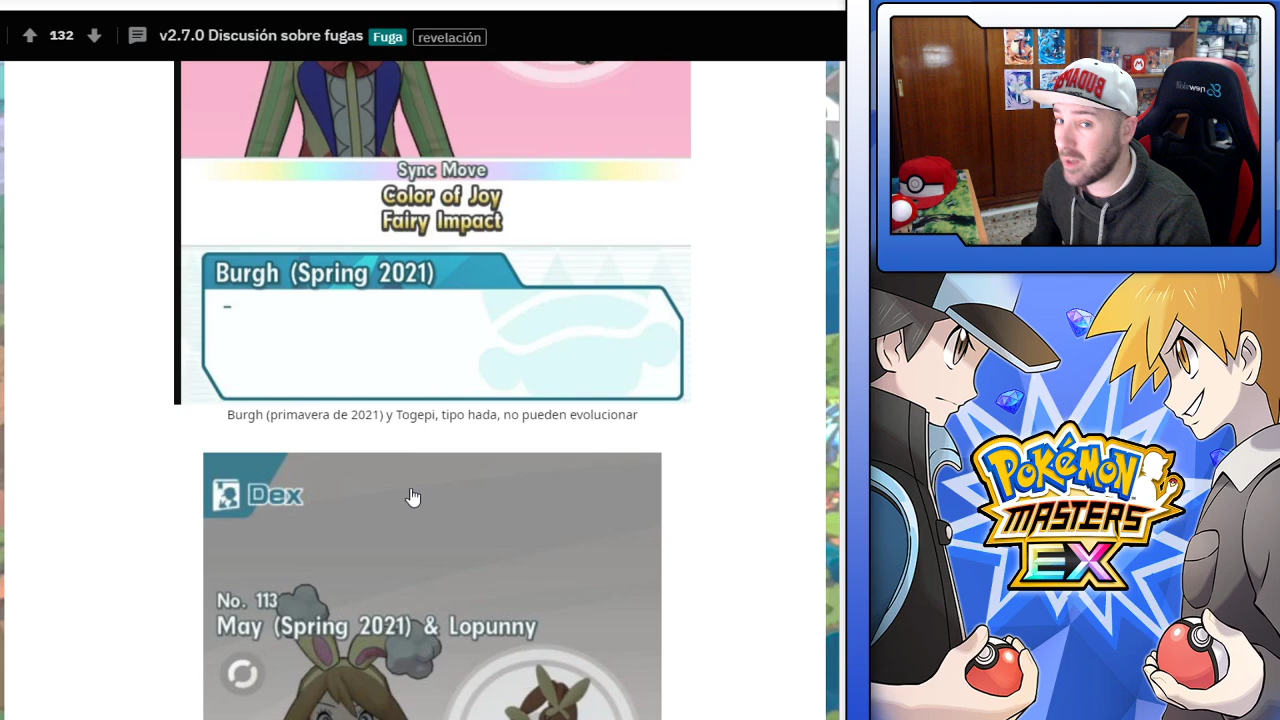 132 v2.7.0 Discusión sobre fugas Fuga revelación
Sync Move
Color of Joy
Fairy Impact
Burgh (Spring 2021)
-
Burgh (primavera de 2021) y Togepi, tipo hada, no pueden evolucionar
Dex
No. 113
May (Spring 2021) & Lopunny
POKÉMON
MASTERS
EX